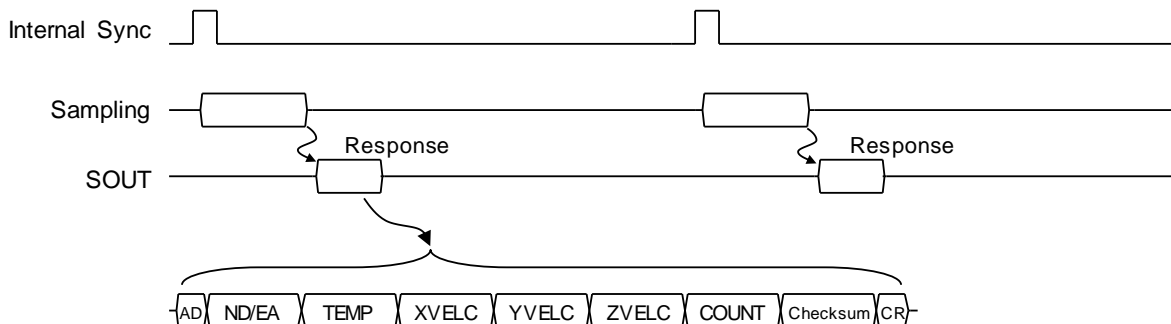 Internal Sync
Sampling
Response Response
SOUT
AD ND/EA TEMP XVELC YVELC ZVELC COUNT Checksum CR